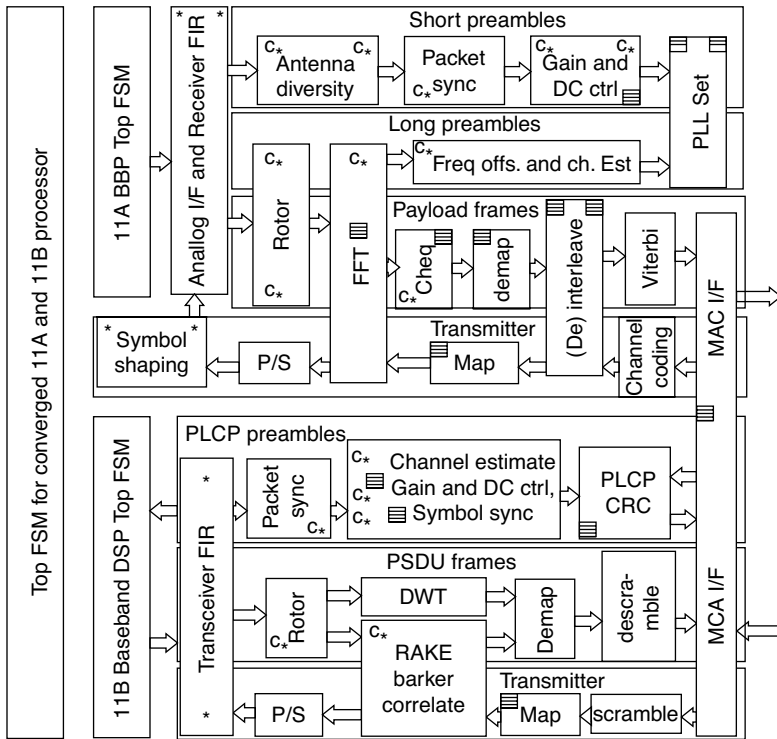 Top FSM for converged 11A and 11B processor
11A BBP Top FSM
* *
Anallog I/F and Receiver FIR
Short preambles
C* C*
Antenna
diversity
Packet
sync
C*
C* C*
Gain and
DC ctrl
PLL Set
Long preambles
C*
Rotor
C*
C*
FFT
C*
Freq offs. and ch. Est
Payload frames
Cheq
C*
demap
(De) interleave
Viterbi
MAC I/F
Transmitter
* *
Symbol
shaping
P/S
Map
Channel
coding
11B Baseband DSP Top FSM
PLCP preambles
*
Transceiver FIR
*
Packet
sync
C*
C*
Channel estimate
Gain and DC ctrl,
C*
C*
Symbol sync
PLCP
CRC
MCA I/F
PSDU frames
Rotor
C*
DWT
C*
RAKE
barker
correlate
Demap
descra-
mble
Transmitter
P/S
Map
scramble